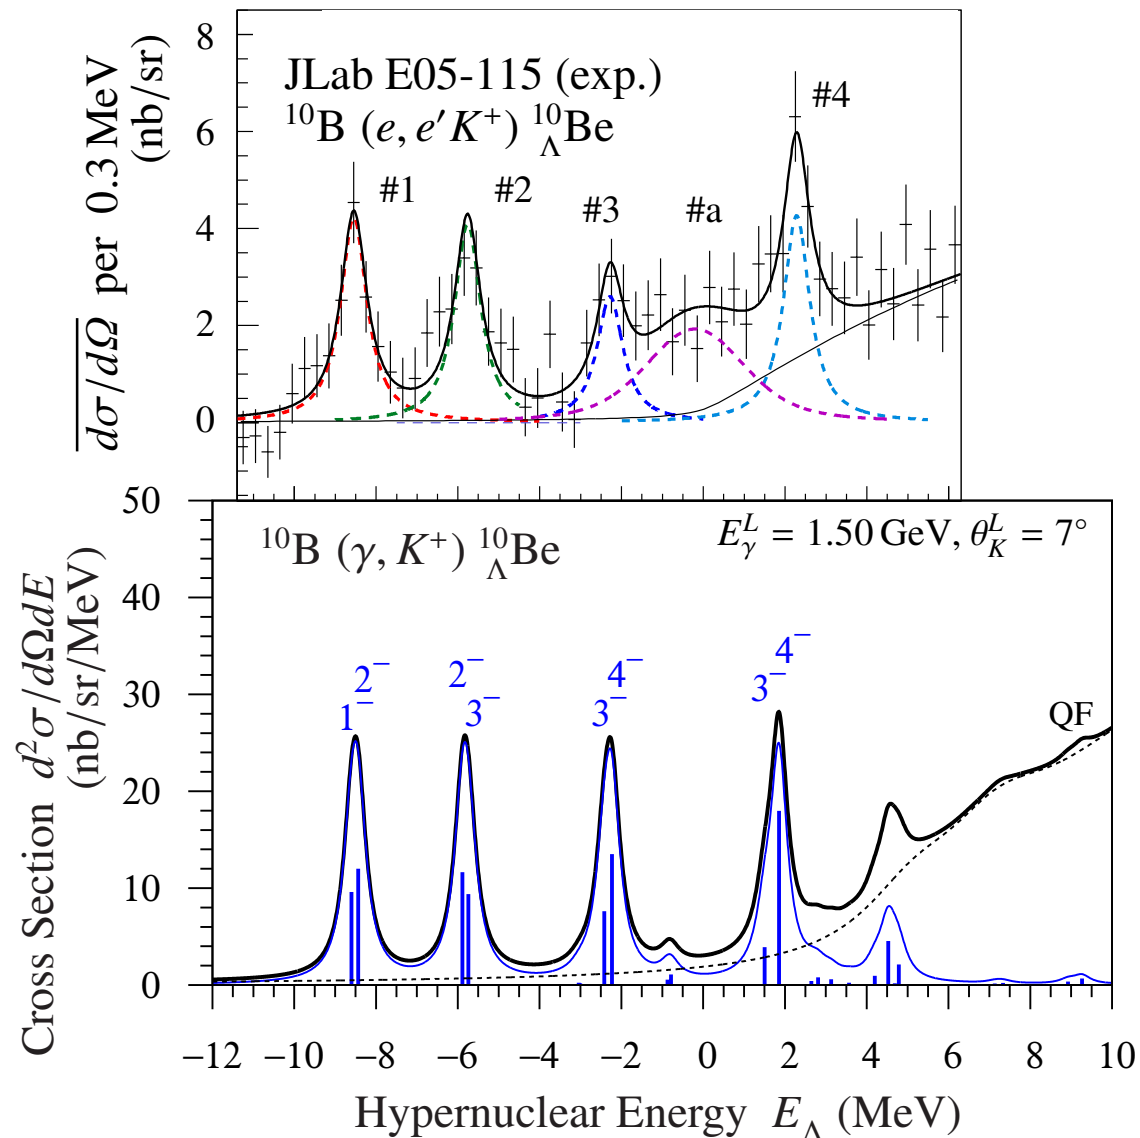 8
6
4
2
0
dσ/dΩ per 0.3 MeV
(nb/sr)
JLab E05-115 (exp.)
¹⁰B (e, e′K⁺) ¹⁰ΛBe
#1
#2
#3
#a
#4
50
40
30
20
10
0
Cross Section d²σ/dΩdE
(nb/sr/MeV)
¹⁰B (γ, K⁺) ¹⁰ΛBe
E^L_γ = 1.50 GeV, θ^L_K = 7°
2⁻
1⁻
2⁻
3⁻
4⁻
3⁻
4⁻
3⁻
QF
−12 −10 −8 −6 −4 −2 0 2 4 6 8 10
Hypernuclear Energy E_Λ (MeV)